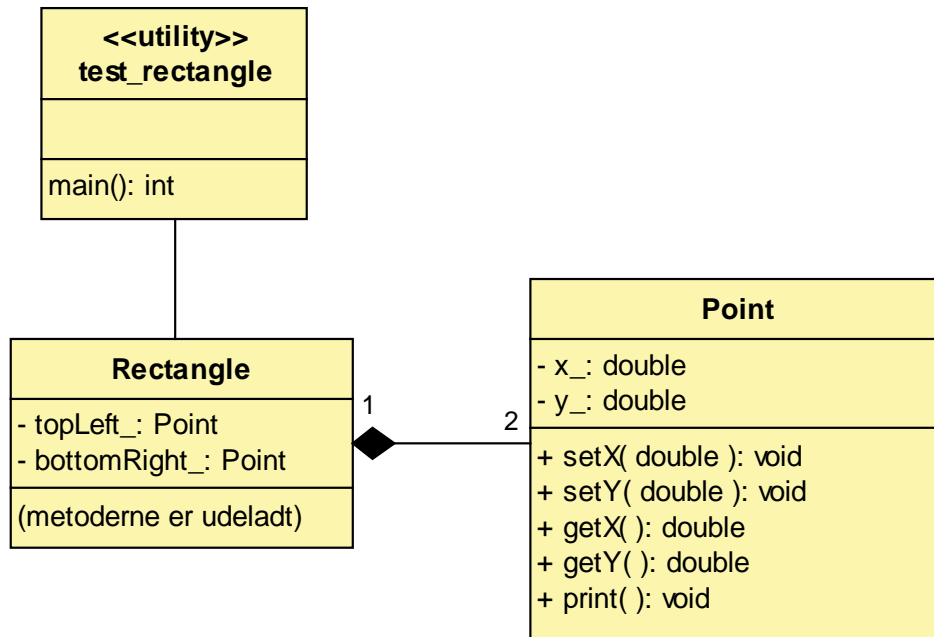 <<utility>>
test_rectangle
main(): int
Rectangle
- topLeft_: Point
- bottomRight_: Point
(metoderne er udeladt)
1
2
Point
- x_: double
- y_: double
+ setX( double ): void
+ setY( double ): void
+ getX( ): double
+ getY( ): double
+ print( ): void